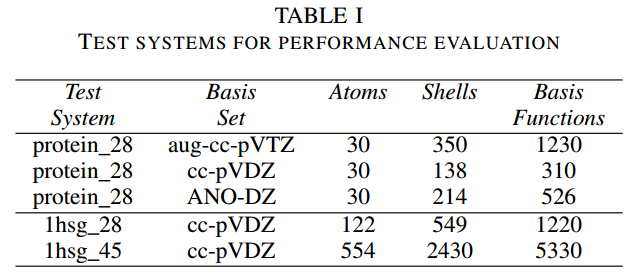 TABLE I
TEST SYSTEMS FOR PERFORMANCE EVALUATION
Test Basis Atoms Shells Basis
System Set Functions
protein_28 aug-cc-pVTZ 30 350 1230
protein_28 cc-pVDZ 30 138 310
protein_28 ANO-DZ 30 214 526
1hsg_28 cc-pVDZ 122 549 1220
1hsg_45 cc-pVDZ 554 2430 5330